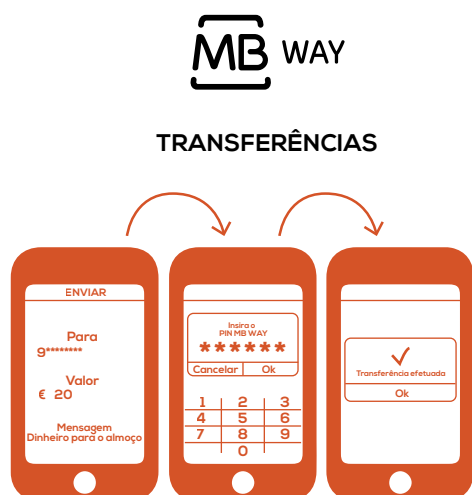 MB WAY
TRANSFERÊNCIAS
ENVIAR
Para
9********
Valor
€ 20
Mensagem
Dinheiro para o almoço
Insira o
PIN MB WAY
******
Cancelar Ok
1 2 3
4 5 6
7 8 9
0
Transferência efetuada
Ok